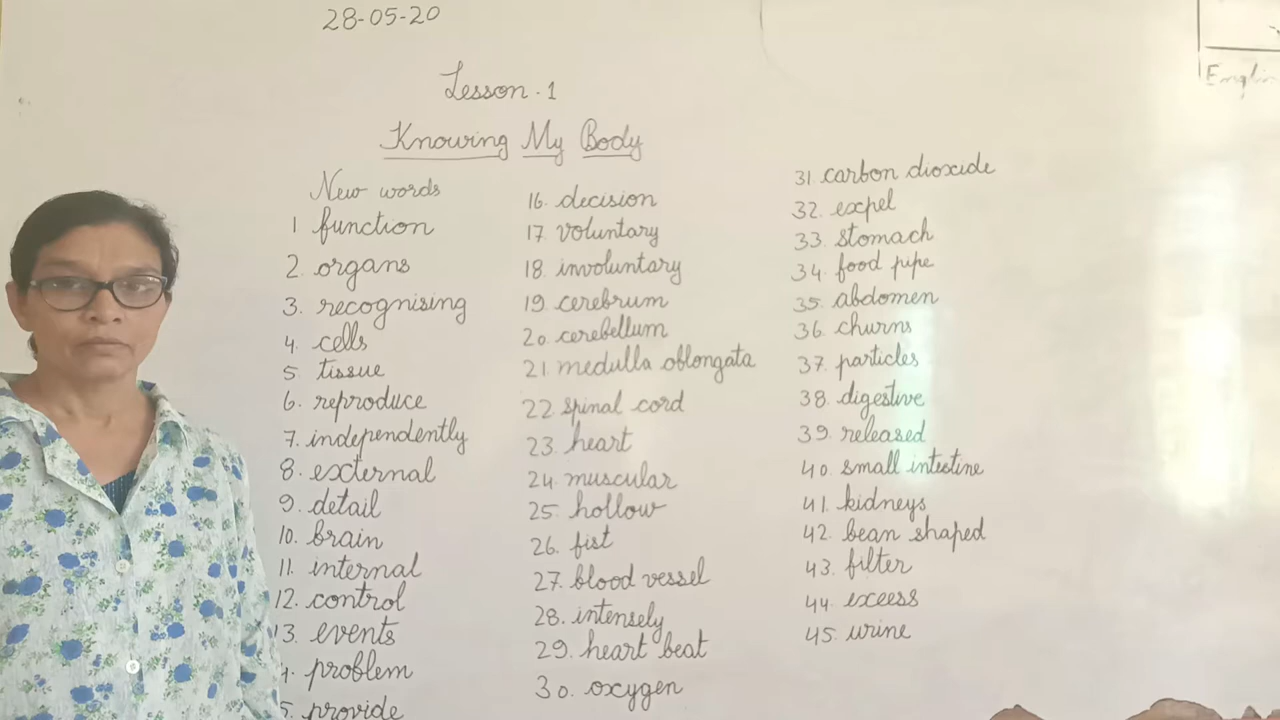 28-05-20
Lesson. 1
Knowing My Body
New words
1 function
2. organs
3. recognising
4. cells
5. tissue
6. reproduce
7. independently
8. external
9. detail
10. brain
11. internal
12. control
13. events
4. problem
5. provide
16. decision
17. voluntary
18. involuntary
19. cerebrum
20. cerebellum
21. medulla oblongata
22. spinal cord
23. heart
24. muscular
25. hollow
26. fist
27. blood vessel
28. intensely
29. heart beat
30. oxygen
31. carbon dioxide
32. expel
33. stomach
34. food pipe
35. abdomen
36. churns
37. particles
38. digestive
39. released
40. small intestine
41. kidneys
42. bean shaped
43. filter
44. excess
45. urine